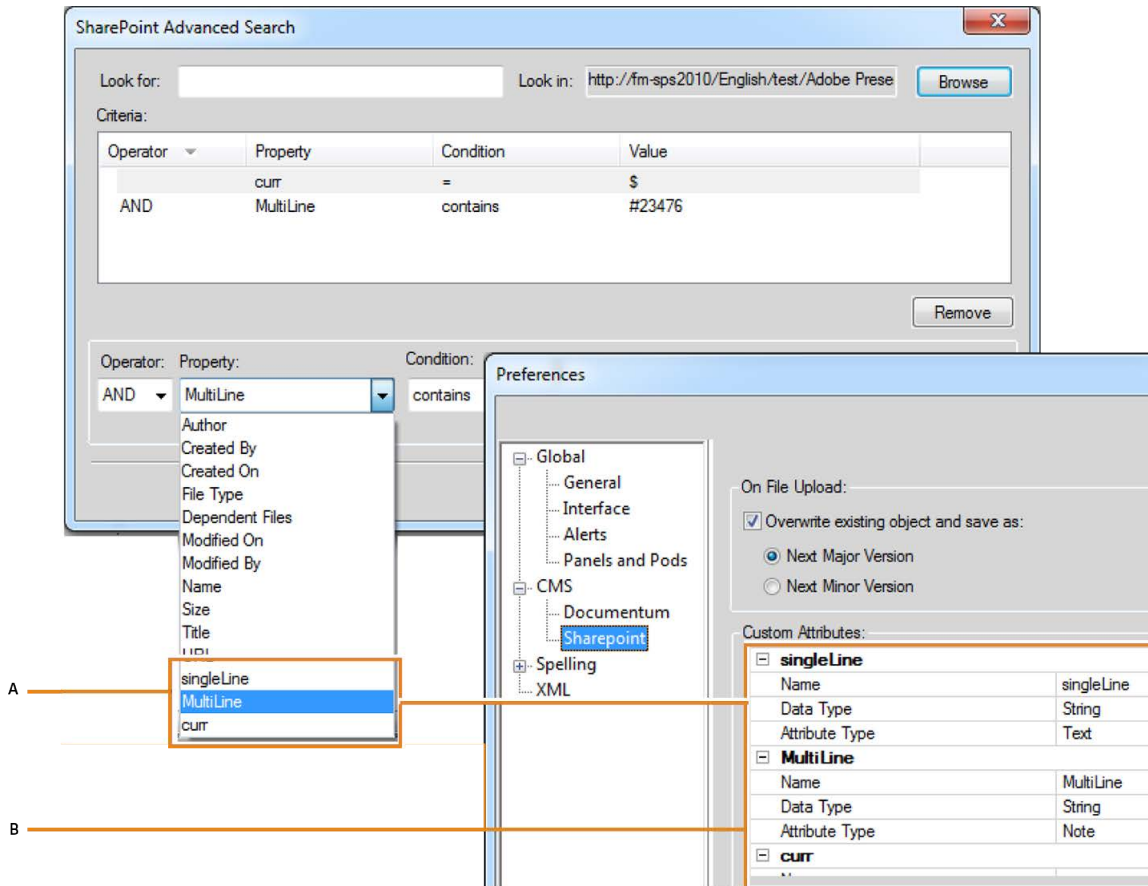 SharePoint Advanced Search
Look for:
Look in: http://fm-sps2010/English/test/Adobe Prese
Browse
Criteria:
Operator Property Condition Value
curr = $
AND MultiLine contains #23476
Remove
Operator: Property: Condition:
AND MultiLine contains
Author
Created By
Created On
File Type
Dependent Files
Modified On
Modified By
Name
Size
Title
URL
singleLine
MultiLine
curr
A
B
Preferences
Global
General
Interface
Alerts
Panels and Pods
CMS
Documentum
Sharepoint
Spelling
XML
On File Upload:
Overwrite existing object and save as:
Next Major Version
Next Minor Version
Custom Attributes:
singleLine
Name singleLine
Data Type String
Attribute Type Text
MultiLine
Name MultiLine
Data Type String
Attribute Type Note
curr